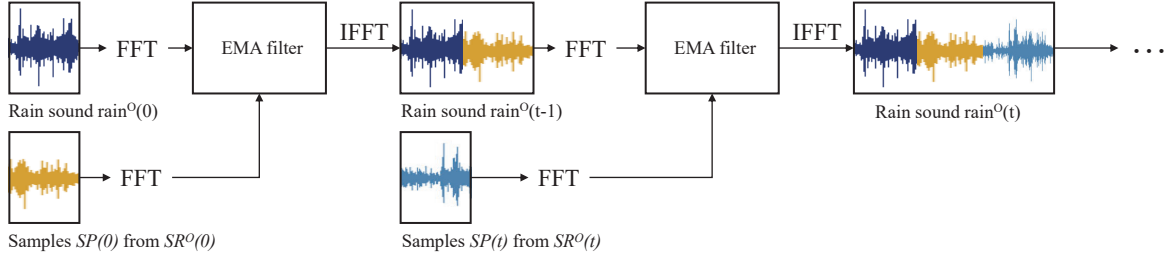 FFT
EMA filter
IFFT
FFT
EMA filter
IFFT
...
Rain sound rainᴼ(0)
Rain sound rainᴼ(t-1)
Rain sound rainᴼ(t)
FFT
FFT
Samples SP(0) from SRᴼ(0)
Samples SP(t) from SRᴼ(t)